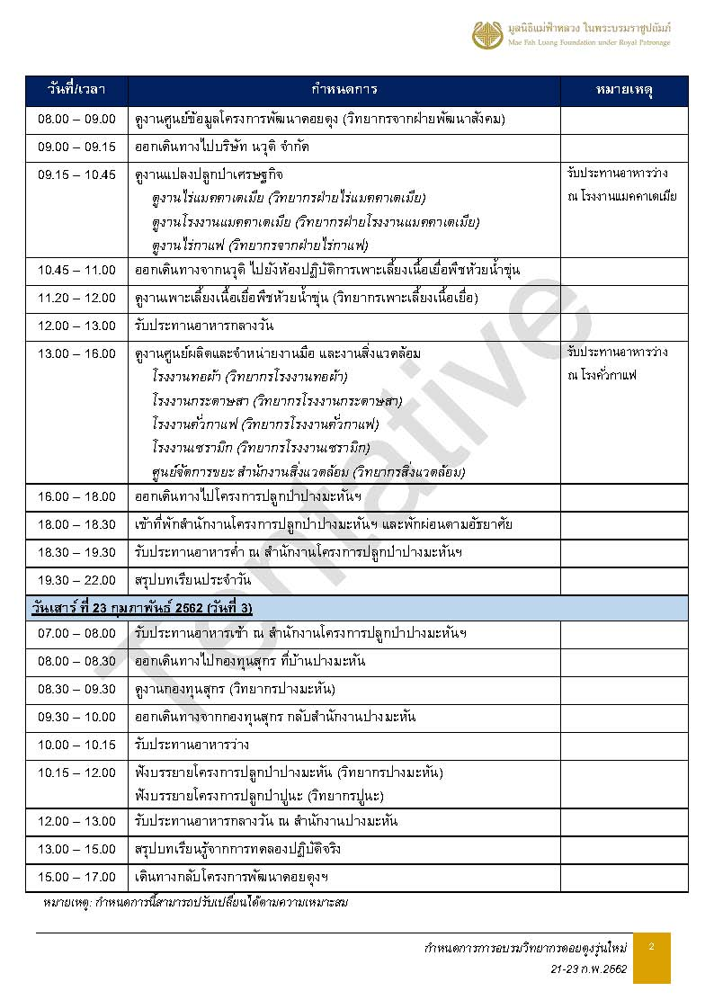 มูลนิธิแม่ฟ้าหลวง ในพระบรมราชูปถัมภ์
Mae Fah Luang Foundation under Royal Patronage
วันที่/เวลา กำหนดการ หมายเหตุ
08.00 – 09.00 ดูงานศูนย์ข้อมูลโครงการพัฒนาดอยตุง (วิทยากรจากฝ่ายพัฒนาสังคม)
09.00 – 09.15 ออกเดินทางไปบริษัท นวุติ จำกัด
09.15 – 10.45 ดูงานแปลงปลูกป่าเศรษฐกิจ รับประทานอาหารว่าง
ดูงานไร่แมคคาเดเมีย (วิทยากรฝ่ายไร่แมคคาเดเมีย) ณ โรงงานแมคคาเดเมีย
ดูงานโรงงานแมคคาเดเมีย (วิทยากรฝ่ายโรงงานแมคคาเดเมีย)
ดูงานไร่กาแฟ (วิทยากรจากฝ่ายไร่กาแฟ)
10.45 – 11.00 ออกเดินทางจากนวุติ ไปยังห้องปฏิบัติการเพาะเลี้ยงเนื้อเยื่อพืชห้วยน้ำขุ่น
11.20 – 12.00 ดูงานเพาะเลี้ยงเนื้อเยื่อพืชห้วยน้ำขุ่น (วิทยากรเพาะเลี้ยงเนื้อเยื่อ)
12.00 – 13.00 รับประทานอาหารกลางวัน
13.00 – 16.00 ดูงานศูนย์ผลิตและจำหน่ายงานมือ และงานสิ่งแวดล้อม รับประทานอาหารว่าง
โรงงานทอผ้า (วิทยากรโรงงานทอผ้า) ณ โรงคั่วกาแฟ
โรงงานกระดาษสา (วิทยากรโรงงานกระดาษสา)
โรงงานคั่วกาแฟ (วิทยากรโรงงานคั่วกาแฟ)
โรงงานเซรามิก (วิทยากรโรงงานเซรามิก)
ศูนย์จัดการขยะ สำนักงานสิ่งแวดล้อม (วิทยากรสิ่งแวดล้อม)
16.00 – 18.00 ออกเดินทางไปโครงการปลูกป่าปางมะหันฯ
18.00 – 18.30 เข้าที่พักสำนักงานโครงการปลูกป่าปางมะหันฯ และพักผ่อนตามอัธยาศัย
18.30 – 19.30 รับประทานอาหารค่ำ ณ สำนักงานโครงการปลูกป่าปางมะหันฯ
19.30 – 22.00 สรุปบทเรียนประจำวัน
วันเสาร์ ที่ 23 กุมภาพันธ์ 2562 (วันที่ 3)
07.00 – 08.00 รับประทานอาหารเช้า ณ สำนักงานโครงการปลูกป่าปางมะหันฯ
08.00 – 08.30 ออกเดินทางไปกองทุนสุกร ที่บ้านปางมะหัน
08.30 – 09.30 ดูงานกองทุนสุกร (วิทยากรปางมะหัน)
09.30 – 10.00 ออกเดินทางจากกองทุนสุกร กลับสำนักงานปางมะหัน
10.00 – 10.15 รับประทานอาหารว่าง
10.15 – 12.00 ฟังบรรยายโครงการปลูกป่าปางมะหัน (วิทยากรปางมะหัน)
ฟังบรรยายโครงการปลูกป่าปูนะ (วิทยากรปูนะ)
12.00 – 13.00 รับประทานอาหารกลางวัน ณ สำนักงานปางมะหัน
13.00 – 15.00 สรุปบทเรียนรู้จากการทดลองปฏิบัติจริง
15.00 – 17.00 เดินทางกลับโครงการพัฒนาดอยตุงฯ
หมายเหตุ: กำหนดการนี้สามารถปรับเปลี่ยนได้ตามความเหมาะสม
Tentative
กำหนดการการอบรมวิทยากรดอยตุงรุ่นใหม่ 2
21-23 ก.พ.2562